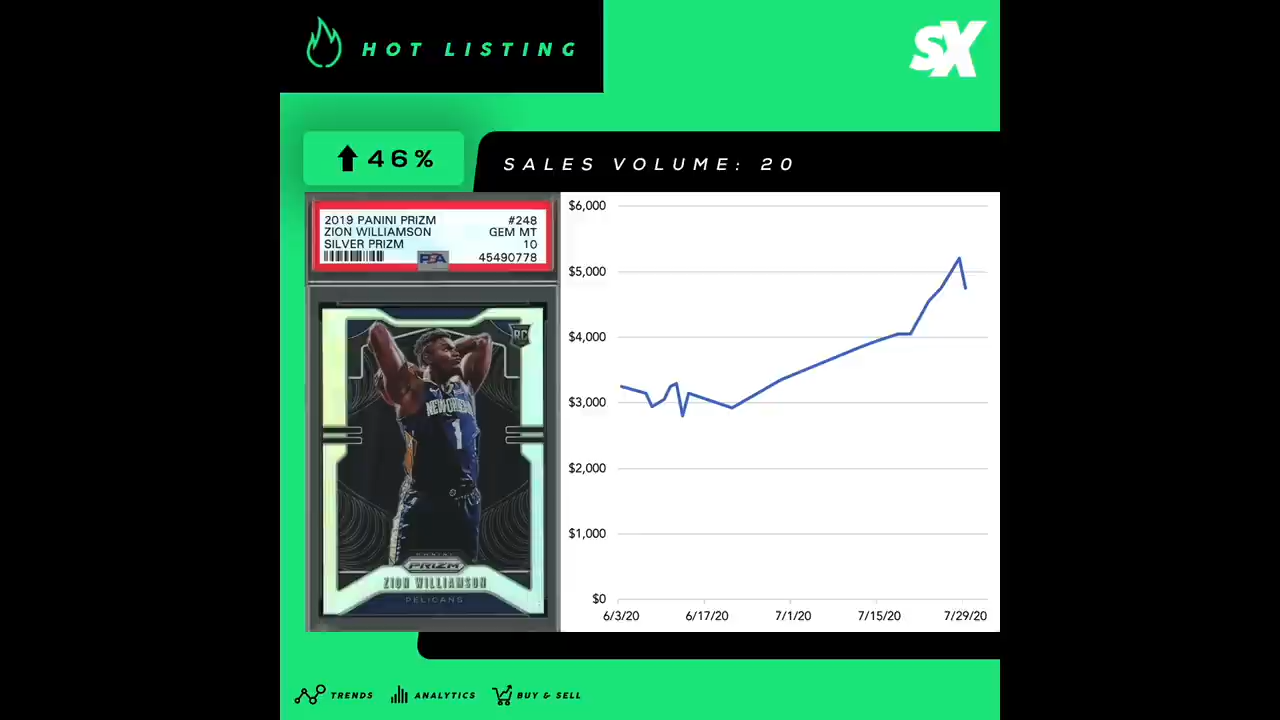 HOT LISTING
SX
46%
SALES VOLUME: 20
2019 PANINI PRIZM #248
ZION WILLIAMSON GEM MT
SILVER PRIZM 10
PSA 45490778
RC
NEW ORLEANS
1
PANINI
PRIZM
ZION WILLIAMSON
PELICANS
$6,000
$5,000
$4,000
$3,000
$2,000
$1,000
$0
6/3/20 6/17/20 7/1/20 7/15/20 7/29/20
TRENDS ANALYTICS BUY & SELL